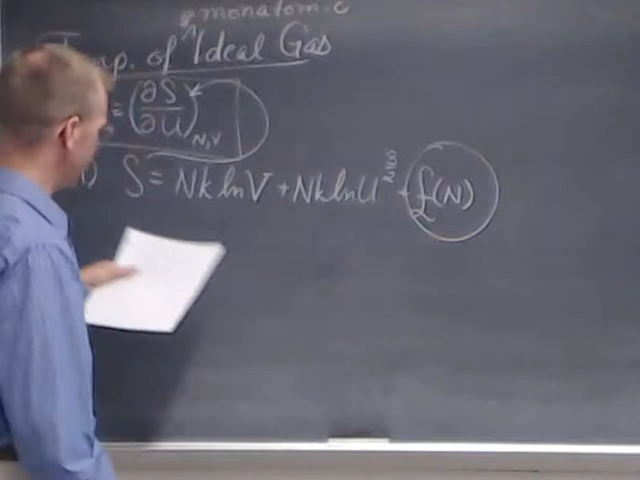 a monatomic
Temp. of Ideal Gas
= (∂S/∂U)N,V
S = Nk ln V + Nk ln U^3/2 + f(N)